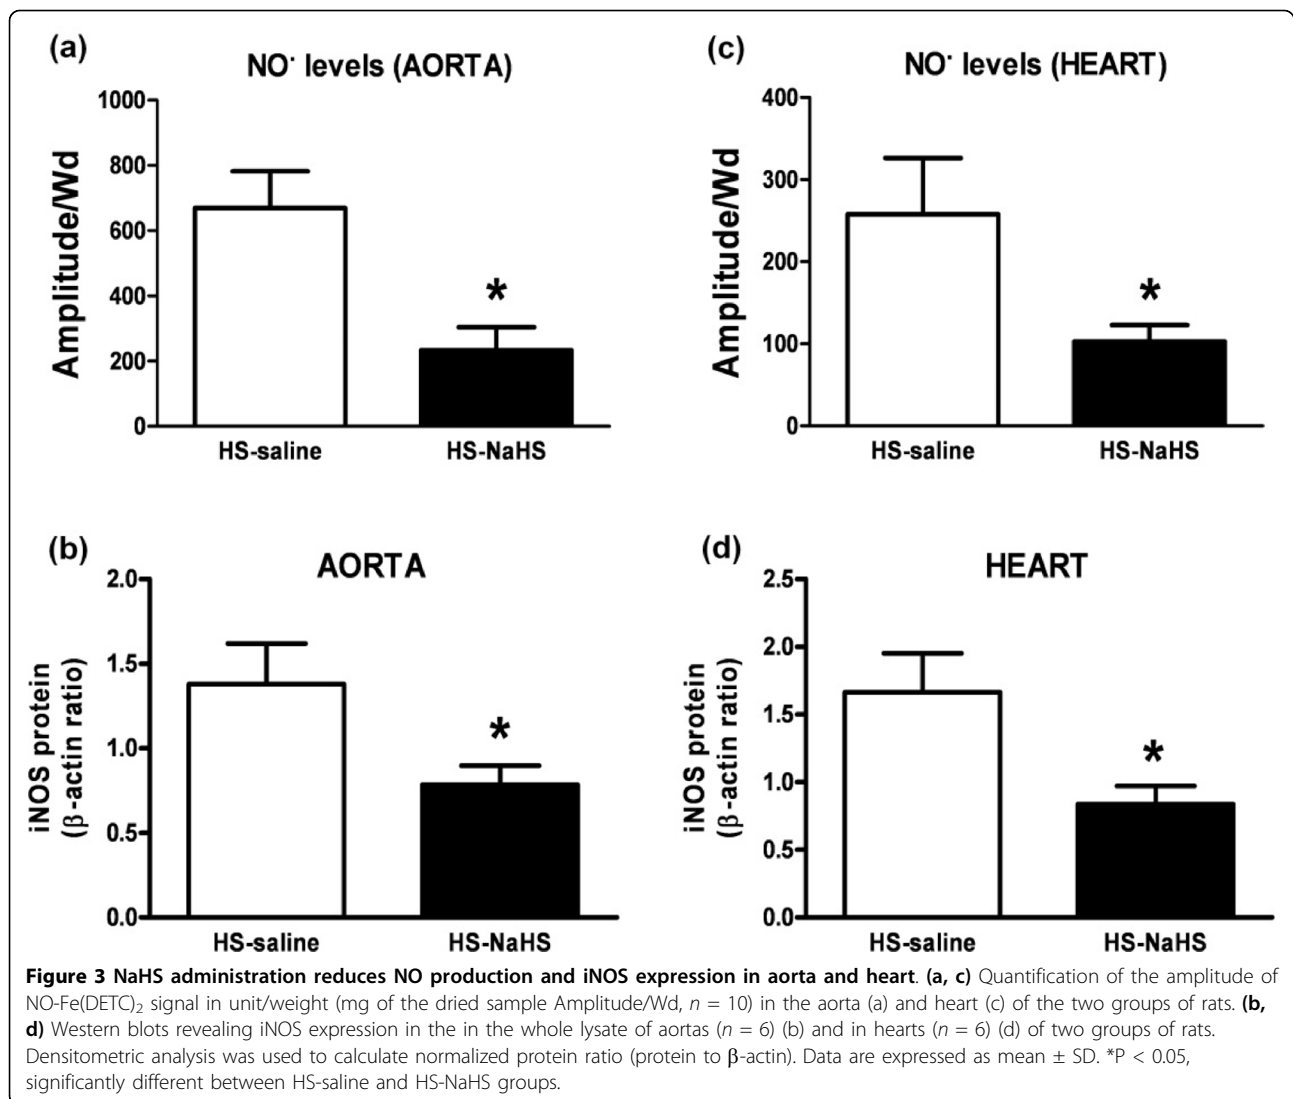 (a)
NO· levels (AORTA)
Amplitude/Wd
1000
800
600
400
200
0
*
HS-saline HS-NaHS
(c)
NO· levels (HEART)
Amplitude/Wd
400
300
200
100
0
*
HS-saline HS-NaHS
(b)
AORTA
iNOS protein
(β-actin ratio)
2.0
1.5
1.0
0.5
0.0
*
HS-saline HS-NaHS
(d)
HEART
iNOS protein
(β-actin ratio)
2.5
2.0
1.5
1.0
0.5
0.0
*
HS-saline HS-NaHS
Figure 3 NaHS administration reduces NO production and iNOS expression in aorta and heart. (a, c) Quantification of the amplitude of
NO-Fe(DETC)₂ signal in unit/weight (mg of the dried sample Amplitude/Wd, n = 10) in the aorta (a) and heart (c) of the two groups of rats. (b,
d) Western blots revealing iNOS expression in the in the whole lysate of aortas (n = 6) (b) and in hearts (n = 6) (d) of two groups of rats.
Densitometric analysis was used to calculate normalized protein ratio (protein to β-actin). Data are expressed as mean ± SD. *P < 0.05,
significantly different between HS-saline and HS-NaHS groups.